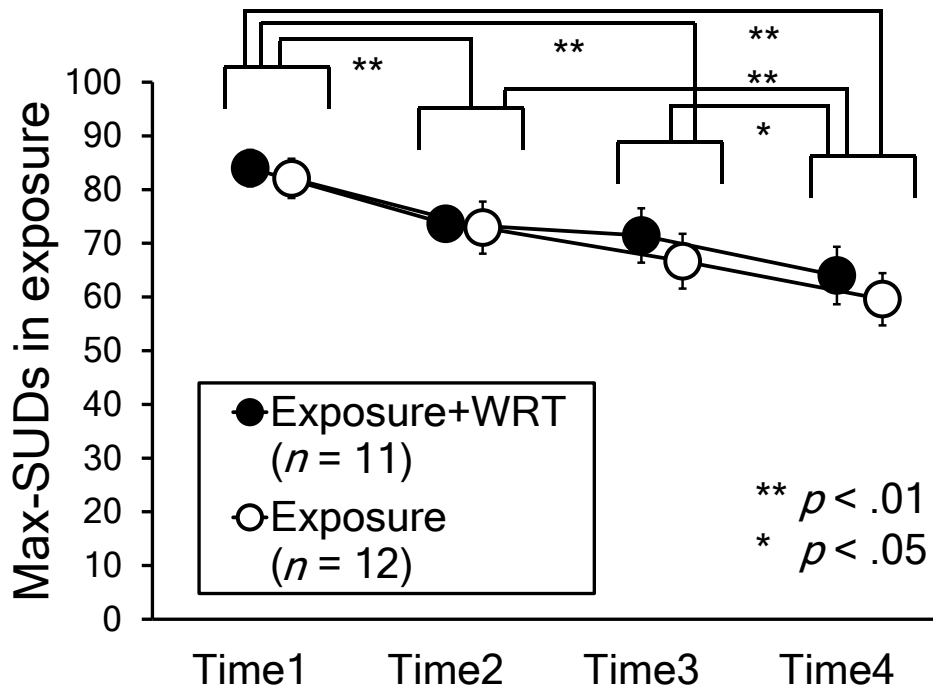 **
**
**
**
*
100
90
80
70
60
50
40
30
20
10
0
Max-SUDs in exposure
Exposure+WRT
(n = 11)
Exposure
(n = 12)
** p < .01
* p < .05
Time1 Time2 Time3 Time4